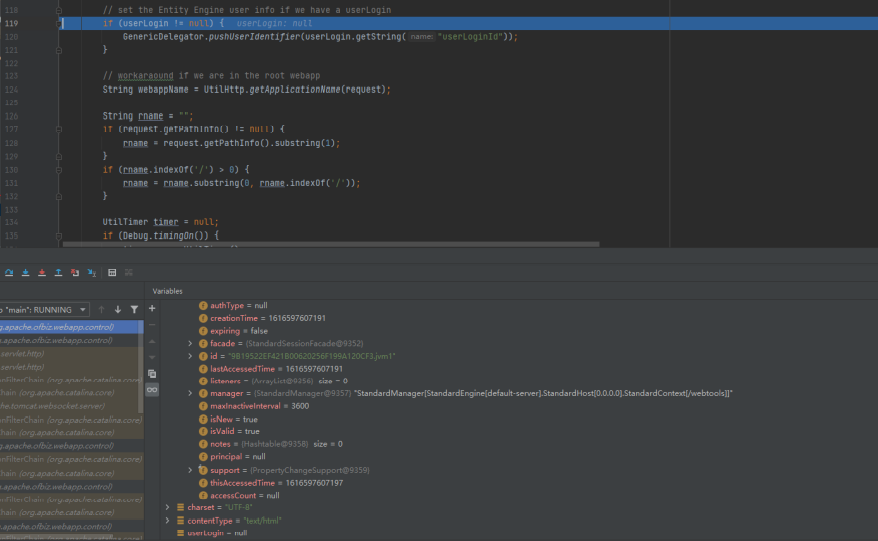 118 // set the Entity Engine user info if we have a userLogin
119 if (userLogin != null) { userLogin: null
120 GenericDelegator.pushUserIdentifier(userLogin.getString( name: "userLoginId"));
121 }
122
123 // workaraound if we are in the root webapp
124 String webappName = UtilHttp.getApplicationName(request);
125
126 String rname = "";
127 if (request.getPathInfo() != null) {
128 rname = request.getPathInfo().substring(1);
129 }
130 if (rname.indexOf('/') > 0) {
131 rname = rname.substring(0, rname.indexOf('/'));
132 }
133
134 UtilTimer timer = null;
135 if (Debug.timingOn()) {
Variables
"main": RUNNING
g.apache.ofbiz.webapp.control)
.apache.ofbiz.webapp.control)
servlet.http)
servlet.http)
onFilterChain (org.apache.catalina.core)
Chain (org.apache.catalina.core)
he.tomcat.websocket.server)
onFilterChain (org.apache.catalina.core)
Chain (org.apache.catalina.core)
g.apache.ofbiz.webapp.control)
onFilterChain (org.apache.catalina.core)
Chain (org.apache.catalina.core)
.apache.ofbiz.webapp.control)
onFilterChain (org.apache.catalina.core)
Chain (org.apache.catalina.core)
.apache.ofbiz.webapp.control)
onFilterChain (org.apache.catalina.core)
authType = null
creationTime = 1616597607191
expiring = false
facade = {StandardSessionFacade@9352}
id = "9B19522EF421B00620256F198A120CF3.jvm1"
lastAccessedTime = 1616597607191
listeners = {ArrayList@9356} size = 0
manager = {StandardManager@9357} "StandardManager[StandardEngine[default-server].StandardHost[0.0.0.0].StandardContext[/webtools]]"
maxInactiveInterval = 3600
isNew = true
isValid = true
notes = {Hashtable@9358} size = 0
principal = null
support = {PropertyChangeSupport@9359}
thisAccessedTime = 1616597607197
accessCount = null
charset = "UTF-8"
contentType = "text/html"
userLogin = null